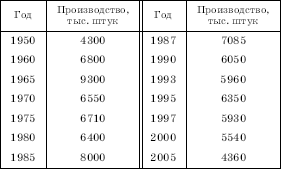 Год Производство, тыс. штук Год Производство, тыс. штук
1950 4300 1987 7085
1960 6800 1990 6050
1965 9300 1993 5960
1970 6550 1995 6350
1975 6710 1997 5930
1980 6400 2000 5540
1985 8000 2005 4360